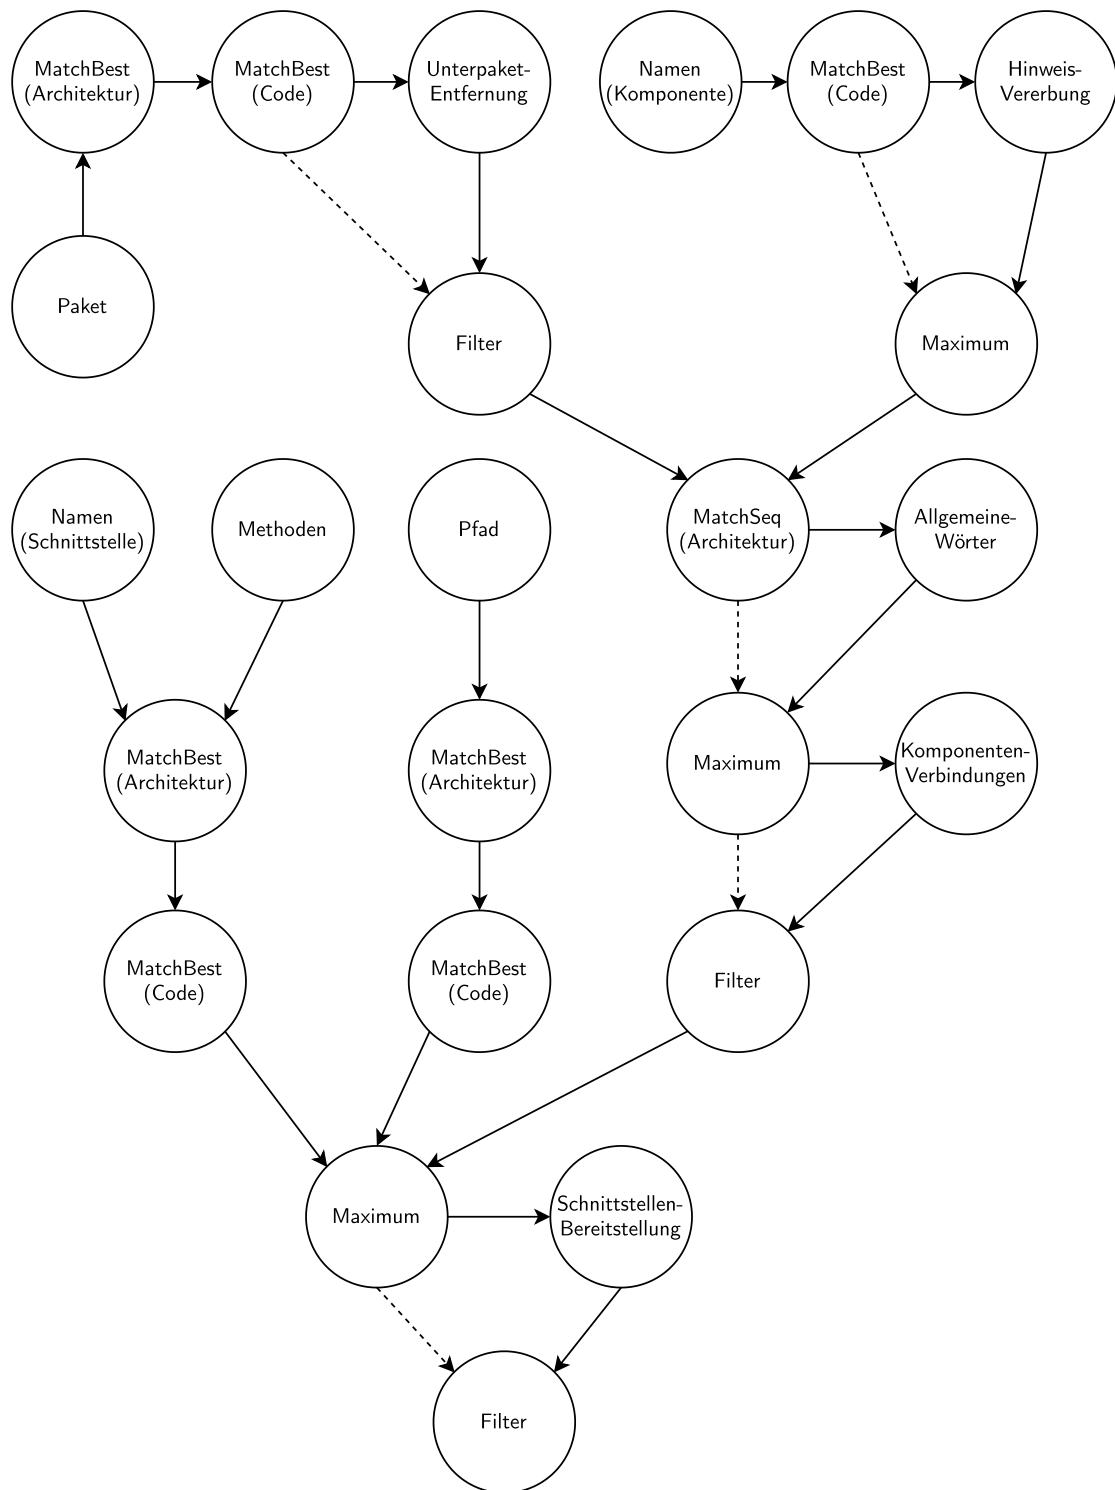 MatchBest
(Architektur)
MatchBest
(Code)
Unterpaket-
Entfernung
Namen
(Komponente)
MatchBest
(Code)
Hinweis-
Vererbung
Paket
Filter
Maximum
Namen
(Schnittstelle)
Methoden
Pfad
MatchSeq
(Architektur)
Allgemeine-
Wörter
MatchBest
(Architektur)
MatchBest
(Architektur)
Maximum
Komponenten-
Verbindungen
MatchBest
(Code)
MatchBest
(Code)
Filter
Maximum
Schnittstellen-
Bereitstellung
Filter